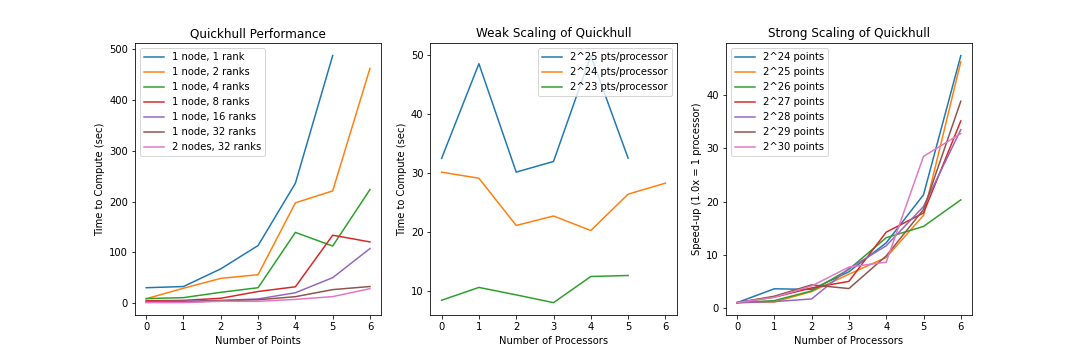 Quickhull Performance
500
400
300
200
100
0
Time to Compute (sec)
1 node, 1 rank
1 node, 2 ranks
1 node, 4 ranks
1 node, 8 ranks
1 node, 16 ranks
1 node, 32 ranks
2 nodes, 32 ranks
0 1 2 3 4 5 6
Number of Points
Weak Scaling of Quickhull
50
40
30
20
10
Time to Compute (sec)
2^25 pts/processor
2^24 pts/processor
2^23 pts/processor
0 1 2 3 4 5 6
Number of Processors
Strong Scaling of Quickhull
40
30
20
10
0
Speed-up (1.0x = 1 processor)
2^24 points
2^25 points
2^26 points
2^27 points
2^28 points
2^29 points
2^30 points
0 1 2 3 4 5 6
Number of Processors